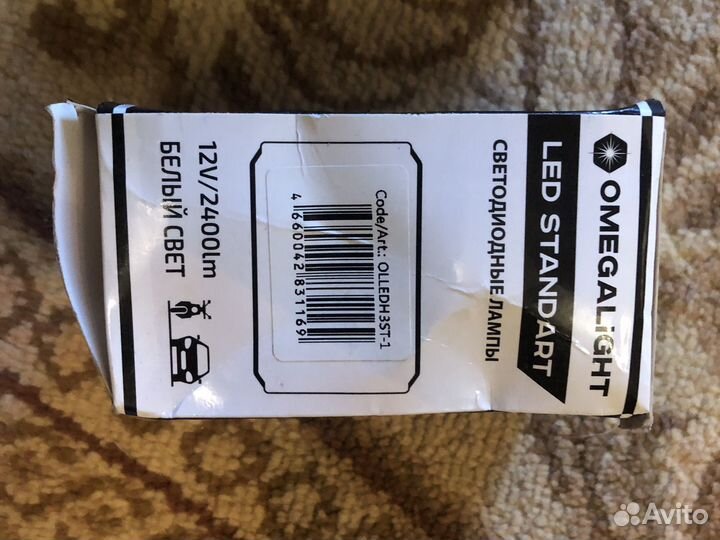 OMEGALIGHT
LED STANDART
СВЕТОДИОДНЫЕ ЛАМПЫ
Code/Art.: OLLEDH3ST-1
4 660042 831169
12V/2400lm
БЕЛЫЙ СВЕТ
Avito